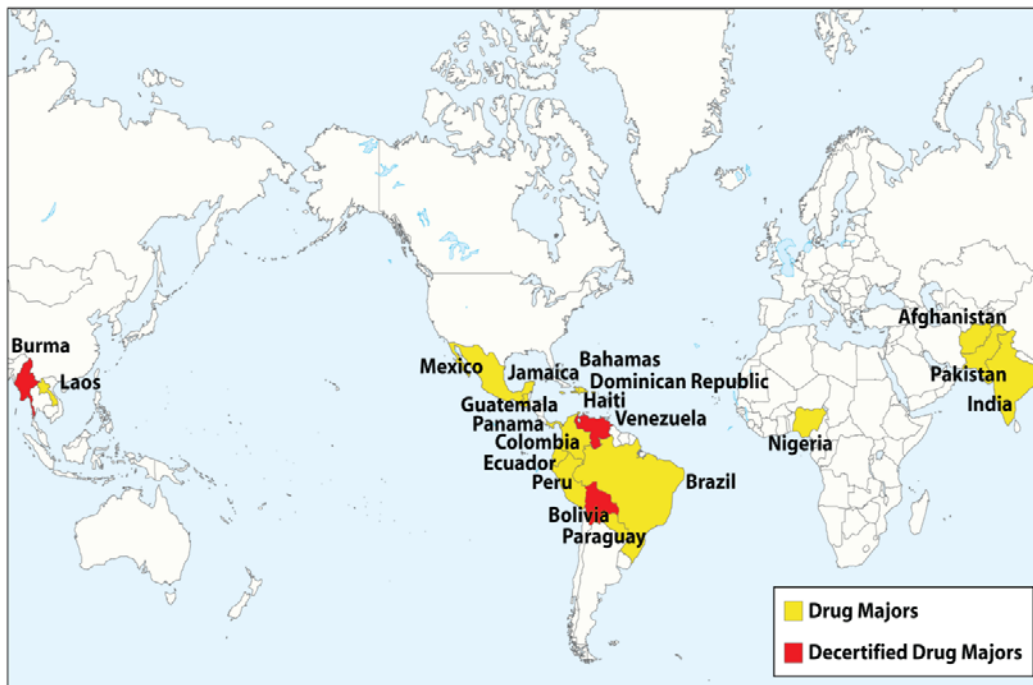 Burma
Laos
Mexico
Jamaica
Bahamas
Dominican Republic
Haiti
Guatemala
Panama
Venezuela
Colombia
Ecuador
Peru
Brazil
Bolivia
Paraguay
Nigeria
Afghanistan
Pakistan
India
Drug Majors
Decertified Drug Majors